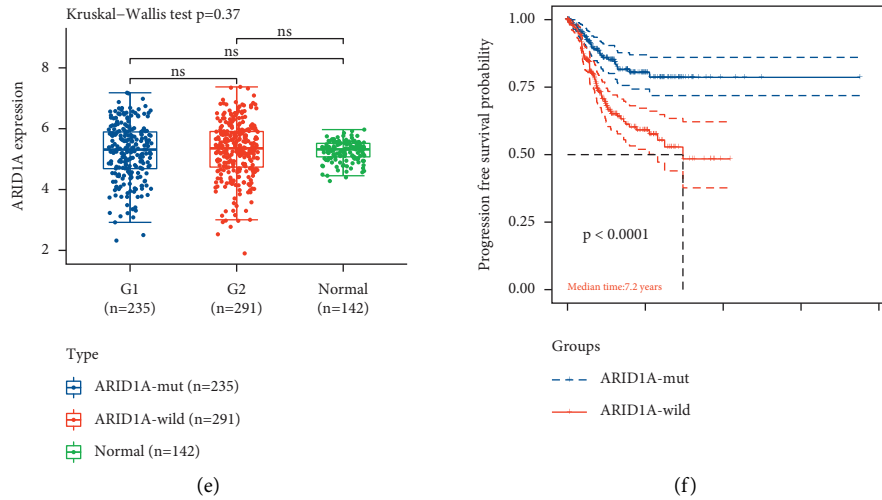 Kruskal−Wallis test p=0.37
ns
ns
ns
ARID1A expression
8
6
4
2
G1
(n=235)
G2
(n=291)
Normal
(n=142)
Type
ARID1A-mut (n=235)
ARID1A-wild (n=291)
Normal (n=142)
(e)
Progression free survival probability
1.00
0.75
0.50
0.25
0.00
p < 0.0001
Median time:7.2 years
Groups
ARID1A-mut
ARID1A-wild
(f)